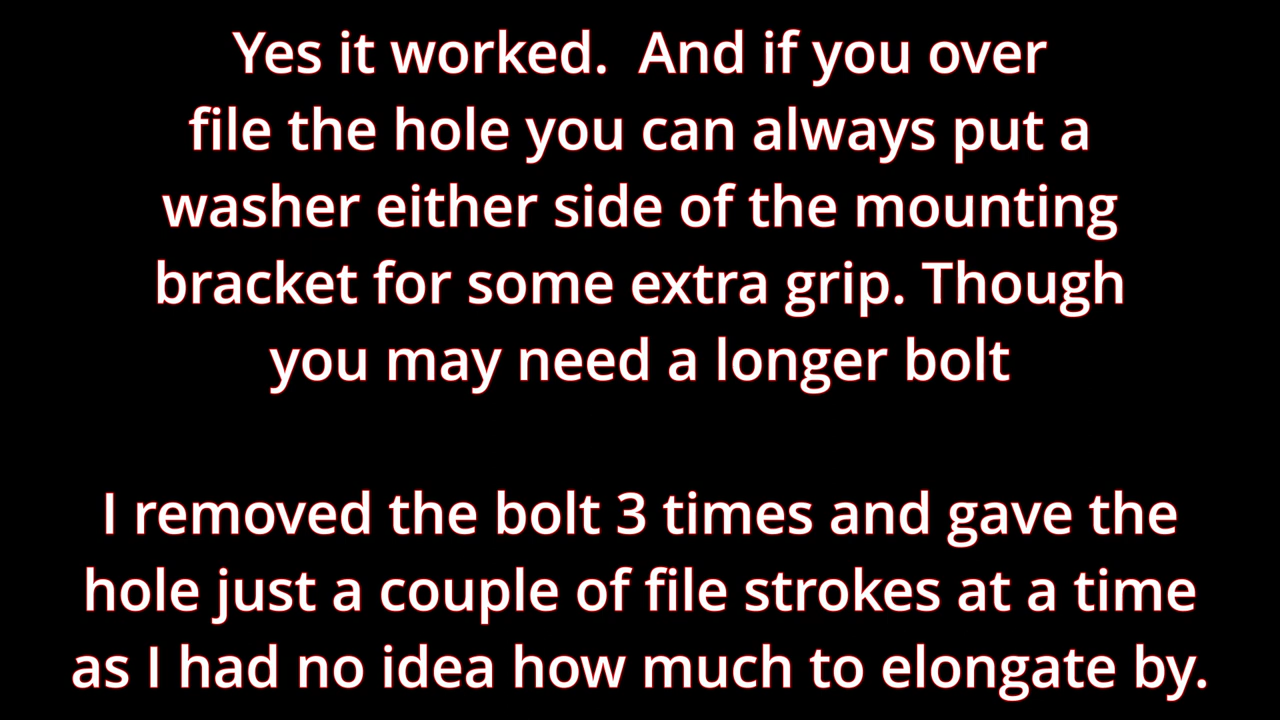 Yes it worked.  And if you over
file the hole you can always put a
washer either side of the mounting
bracket for some extra grip. Though
you may need a longer bolt
I removed the bolt 3 times and gave the
hole just a couple of file strokes at a time
as I had no idea how much to elongate by.